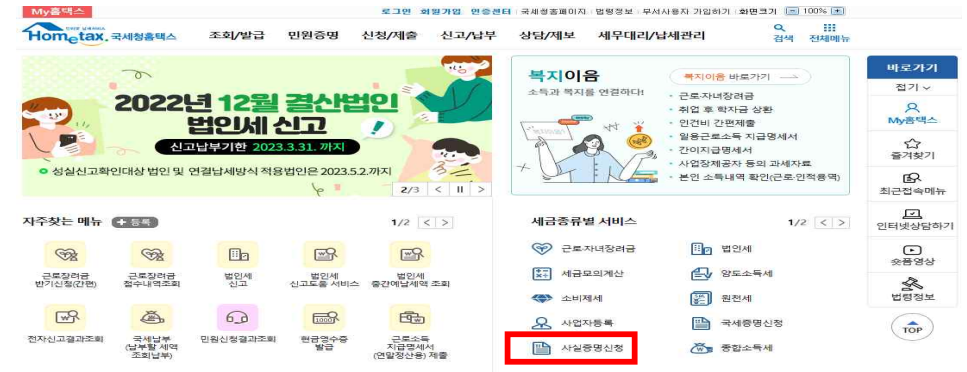 My홈택스
로그인 회원가입 인증센터 국세청홈페이지 법령정보 부서사용자 가입하기 화면크기 100%
Hometax. 국세청홈택스
조회/발급 민원증명 신청/제출 신고/납부 상담/제보 세무대리/납세관리 검색 전체메뉴
2022년 12월 결산법인
법인세 신고
신고납부기한 2023.3.31. 까지
성실신고확인대상 법인 및 연결납세방식 적용법인은 2023.5.2.까지
2/3
복지이음
복지이음 바로가기
소득과 복지를 연결하다!
근로·자녀장려금
취업 후 학자금 상환
인건비 간편제출
일용근로소득 지급명세서
간이지급명세서
사업장제공자 등의 과세자료
본인 소득내역 확인(근로·인적용역)
자주찾는 메뉴 + 등록 1/2
근로장려금
반기신청(간편)
근로장려금
접수내역조회
법인세
신고
법인세
신고도움 서비스
법인세
중간예납세액 조회
전자신고결과조회
국세납부
(납부할 세액
조회납부)
민원신청결과조회
현금영수증
발급
근로소득
지급명세서
(연말정산용) 제출
세금종류별 서비스 1/2
근로·자녀장려금
법인세
세금모의계산
양도소득세
소비제세
원천세
사업자등록
국세증명신청
사실증명신청
종합소득세
바로가기
접기
My홈택스
즐겨찾기
최근접속메뉴
인터넷상담하기
숏폼영상
법령정보
TOP